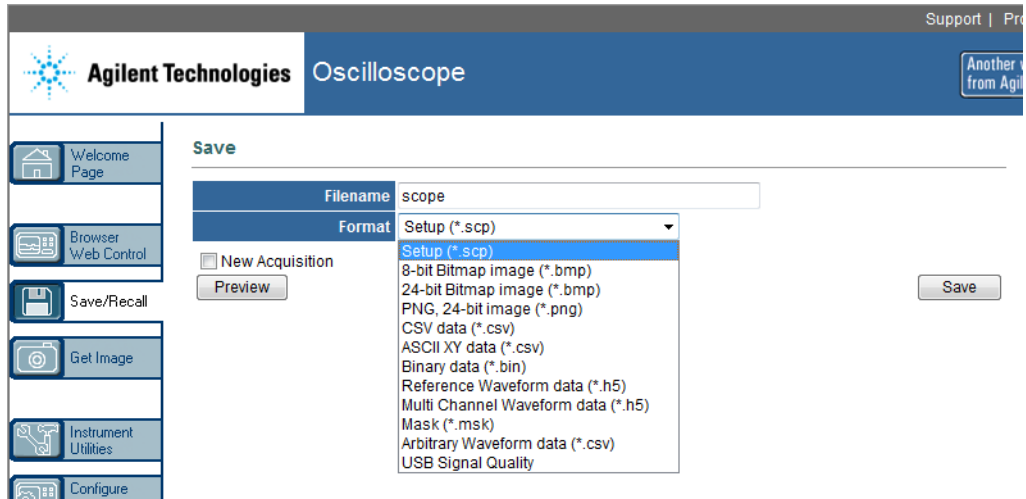 Support |
Agilent Technologies
Oscilloscope
Another
from Agil
Welcome
Page
Browser
Web Control
Save/Recall
Get Image
Instrument
Utilities
Configure
Save
Filename scope
Format Setup (*.scp)
Setup (*.scp)
8-bit Bitmap image (*.bmp)
24-bit Bitmap image (*.bmp)
PNG, 24-bit image (*.png)
CSV data (*.csv)
ASCII XY data (*.csv)
Binary data (*.bin)
Reference Waveform data (*.h5)
Multi Channel Waveform data (*.h5)
Mask (*.msk)
Arbitrary Waveform data (*.csv)
USB Signal Quality
New Acquisition
Preview
Save